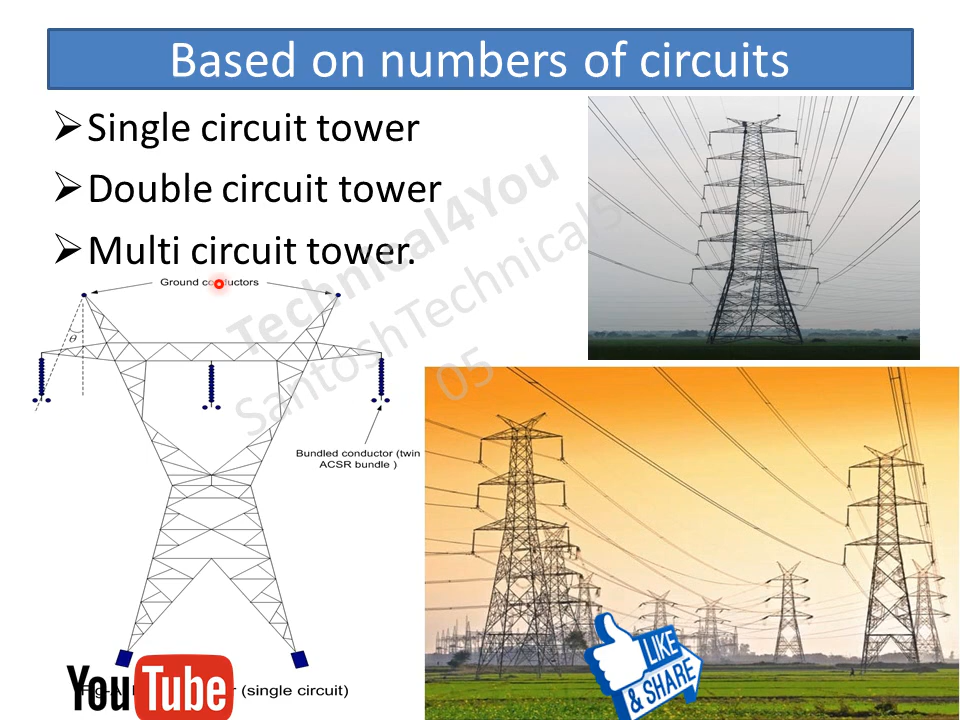 Based on numbers of circuits
➢Single circuit tower
➢Double circuit tower
➢Multi circuit tower.
Technical4You
SantoshTechnical5
05
Ground conductors
θ
Bundled conductor (twin
ACSR bundle )
YouTube
(single circuit)
LIKE
& SHARE